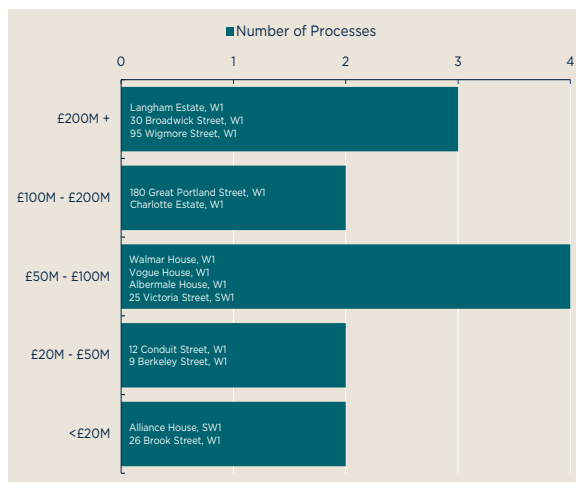 Number of Processes
0 1 2 3 4
£200M +
Langham Estate, W1
30 Broadwick Street, W1
95 Wigmore Street, W1
£100M - £200M
180 Great Portland Street, W1
Charlotte Estate, W1
£50M - £100M
Walmar House, W1
Vogue House, W1
Albermale House, W1
25 Victoria Street, SW1
£20M - £50M
12 Conduit Street, W1
9 Berkeley Street, W1
<£20M
Alliance House, SW1
26 Brook Street, W1